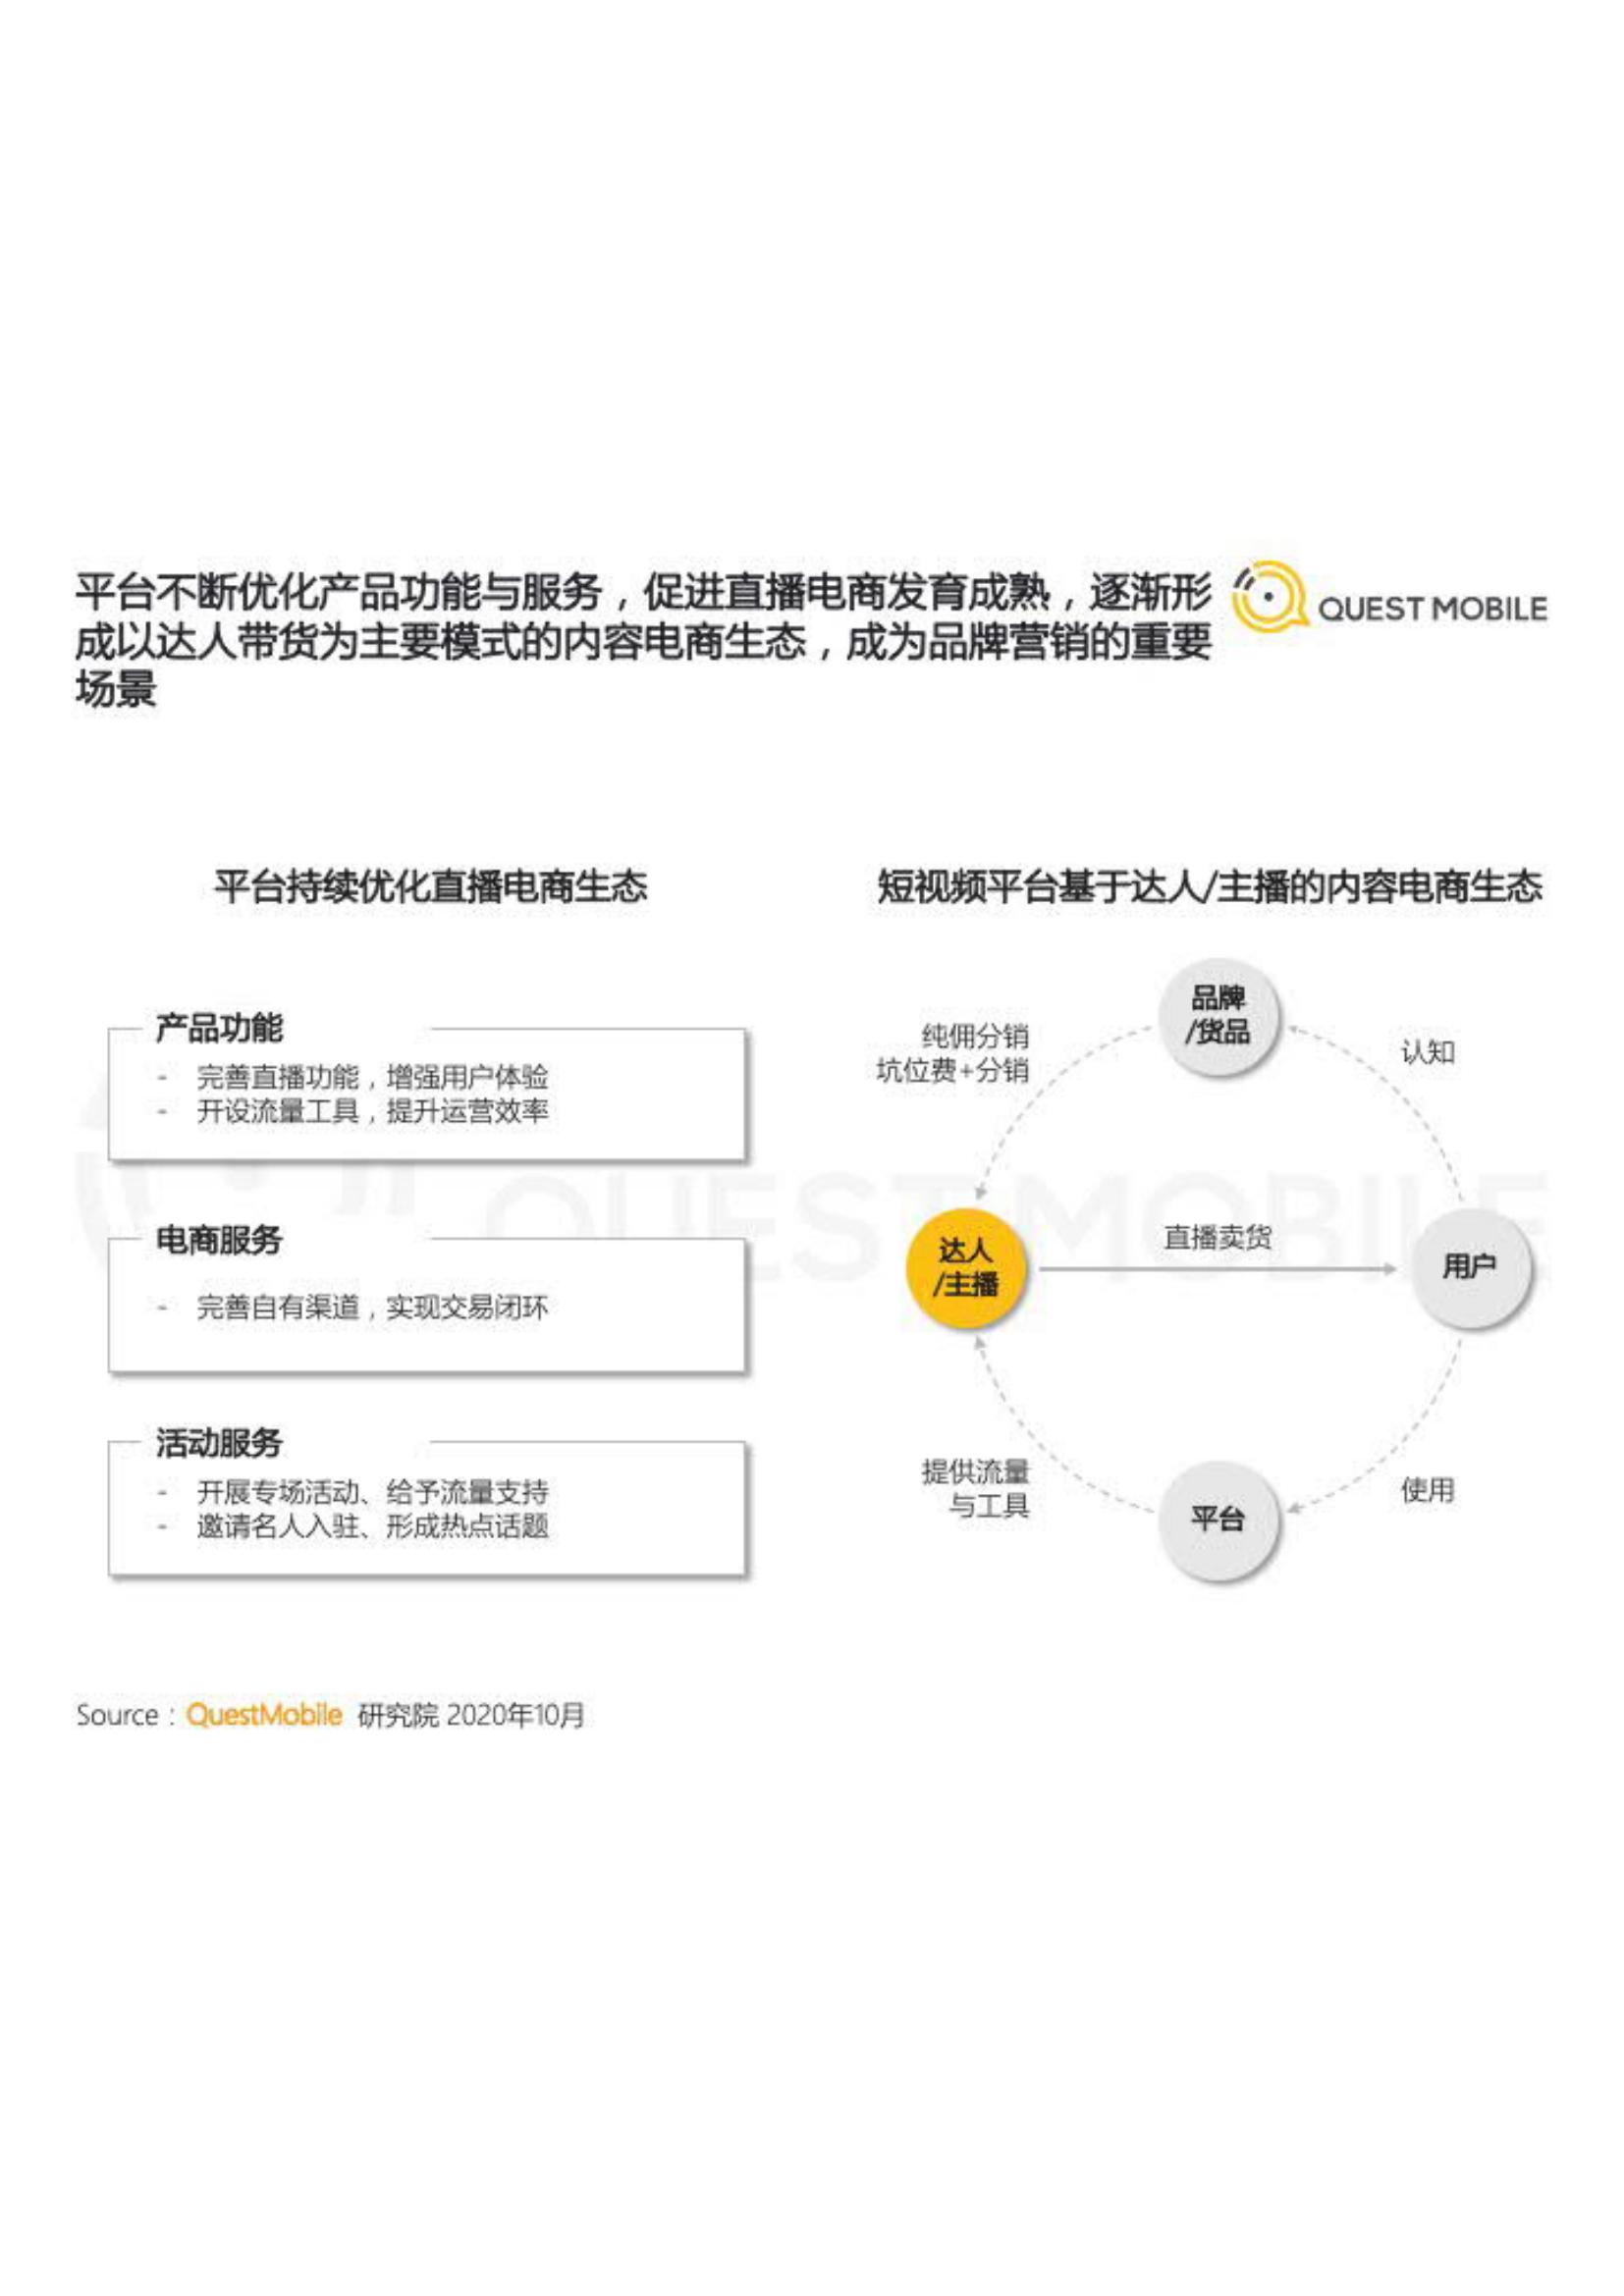 平台不断优化产品功能与服务，促进直播电商发育成熟，逐渐形
成以达人带货为主要模式的内容电商生态，成为品牌营销的重要
场景
QUEST MOBILE
平台持续优化直播电商生态
产品功能
- 完善直播功能，增强用户体验
- 开设流量工具，提升运营效率
电商服务
- 完善自有渠道，实现交易闭环
活动服务
- 开展专场活动、给予流量支持
- 邀请名人入驻、形成热点话题
短视频平台基于达人/主播的内容电商生态
品牌
/货品
纯佣分销
坑位费+分销
认知
达人
/主播
直播卖货
用户
提供流量
与工具
平台
使用
QUEST MOBILE
Source：QuestMobile 研究院 2020年10月